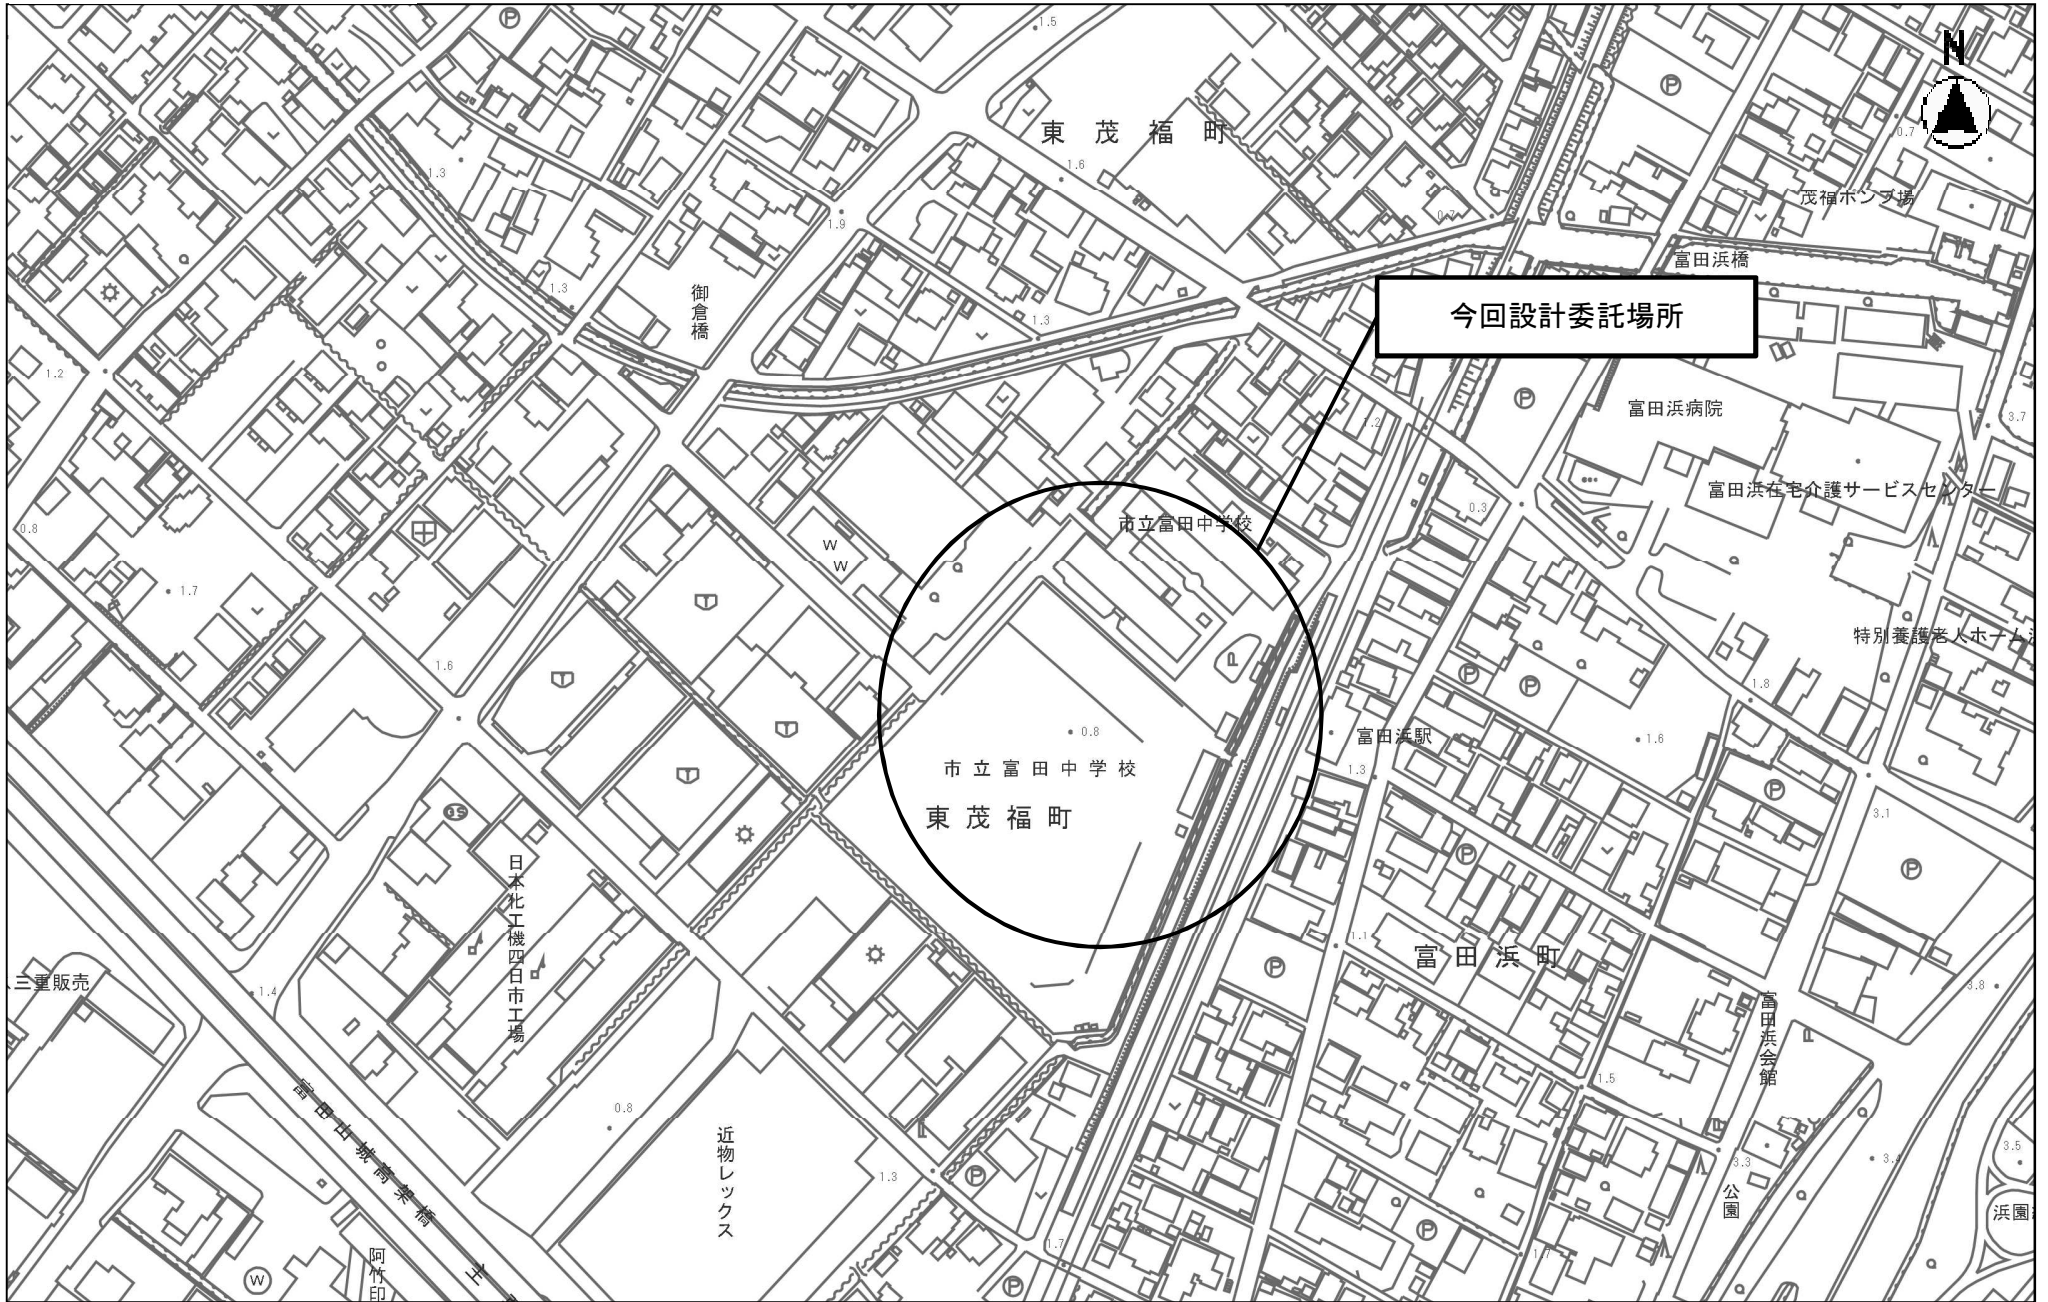 1.5
N
東茂福町
1.6
0.7
1.3
茂福ポンプ場
0.7
1.9
富田浜橋
1.3
御倉橋
今回設計委託場所
1.3
1.2
富田浜病院
3.7
1.2
富田浜在宅介護サービスセンター
0.3
市立富田中学校
0.8
W
W
1.7
特別養護老人ホーム
1.6
1.8
0.8
富田浜駅
1.6
市立富田中学校
1.3
東茂福町
3.1
GS
日本化工機四日市工場
1.1
富田浜町
三重販売
1.4
3.8
富田浜会館
富田山城高架橋
0.8
1.5
近物レックス
1.3
3.5
3.4
3.3
公園
浜園
阿竹印
W
1.7
1.7
主
P
P
P
P
P
P
P
P
P
P
P
P